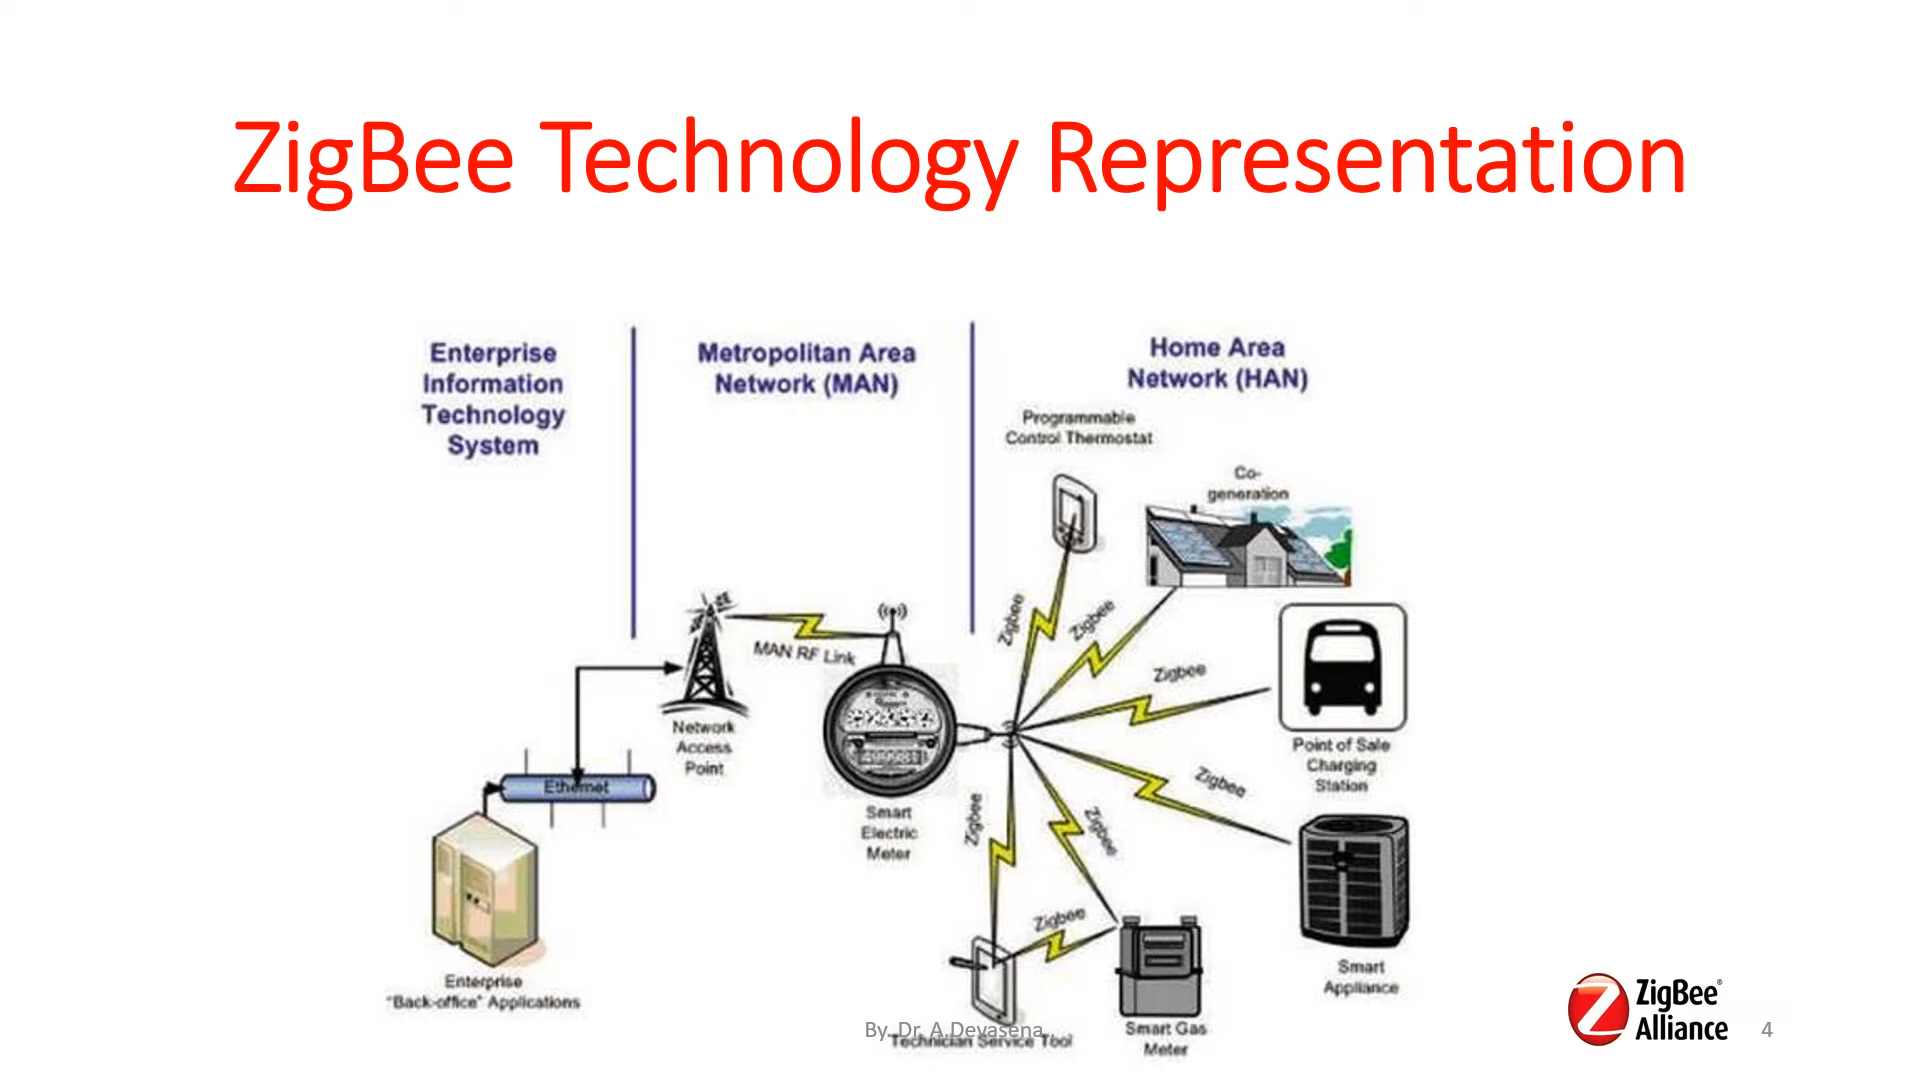 ZigBee Technology Representation
Enterprise
Information
Technology
System
Metropolitan Area
Network (MAN)
Home Area
Network (HAN)
Programmable
Control Thermostat
Co-
generation
Zigbee
Zigbee
Zigbee
MAN RF Link
Network
Access
Point
Point of Sale
Charging
Station
Ethernet
Zigbee
Smart
Electric
Meter
Zigbee
Zigbee
Zigbee
Enterprise
"Back-office" Applications
Smart
Appliance
Technician Service Tool
Smart Gas
Meter
By. Dr. A.Devasena.,
ZigBee®
Alliance
4